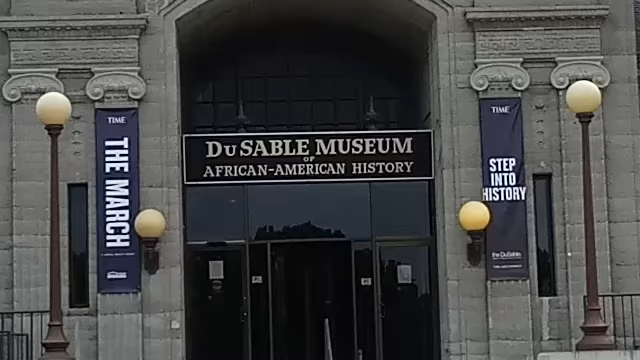 TIME
THE MARCH
DUSABLE MUSEUM
OF
AFRICAN-AMERICAN HISTORY
TIME
STEP
INTO
HISTORY
the DuSable